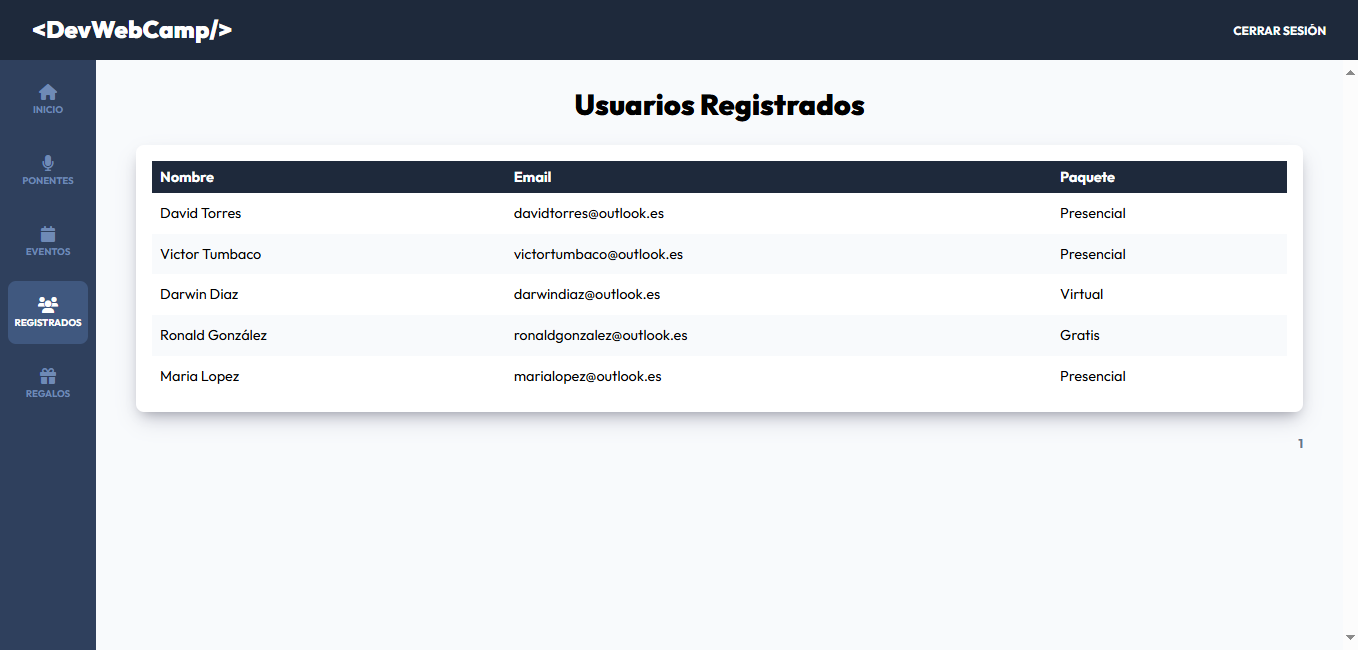 <DevWebCamp/>
CERRAR SESIÓN
INICIO
PONENTES
EVENTOS
REGISTRADOS
REGALOS
Usuarios Registrados
Nombre Email Paquete
David Torres davidtorres@outlook.es Presencial
Victor Tumbaco victortumbaco@outlook.es Presencial
Darwin Diaz darwindiaz@outlook.es Virtual
Ronald González ronaldgonzalez@outlook.es Gratis
Maria Lopez marialopez@outlook.es Presencial
1